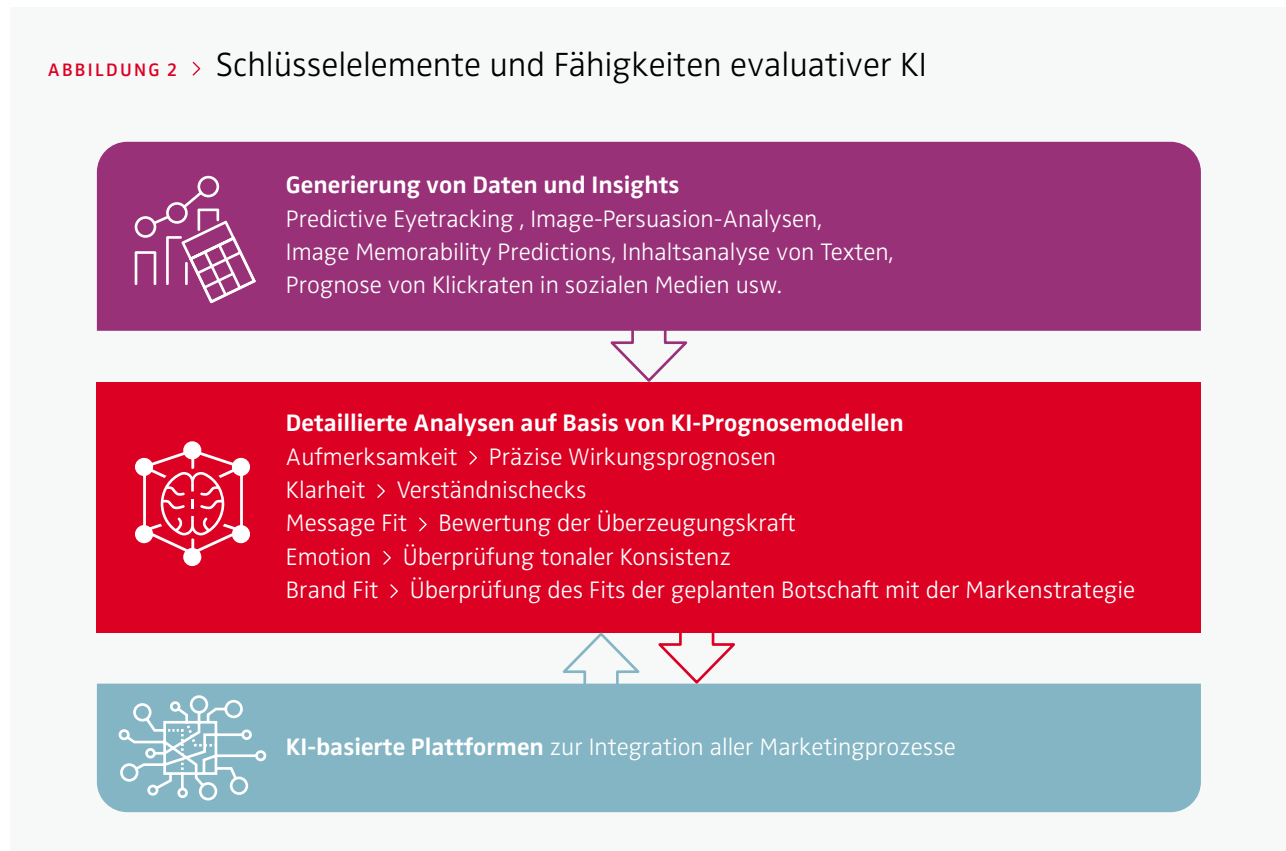 ABBILDUNG 2 > Schlüsselelemente und Fähigkeiten evaluativer KI
Generierung von Daten und Insights
Predictive Eyetracking , Image-Persuasion-Analysen,
Image Memorability Predictions, Inhaltsanalyse von Texten,
Prognose von Klickraten in sozialen Medien usw.
Detaillierte Analysen auf Basis von KI-Prognosemodellen
Aufmerksamkeit > Präzise Wirkungsprognosen
Klarheit > Verständnischecks
Message Fit > Bewertung der Überzeugungskraft
Emotion > Überprüfung tonaler Konsistenz
Brand Fit > Überprüfung des Fits der geplanten Botschaft mit der Markenstrategie
KI-basierte Plattformen zur Integration aller Marketingprozesse